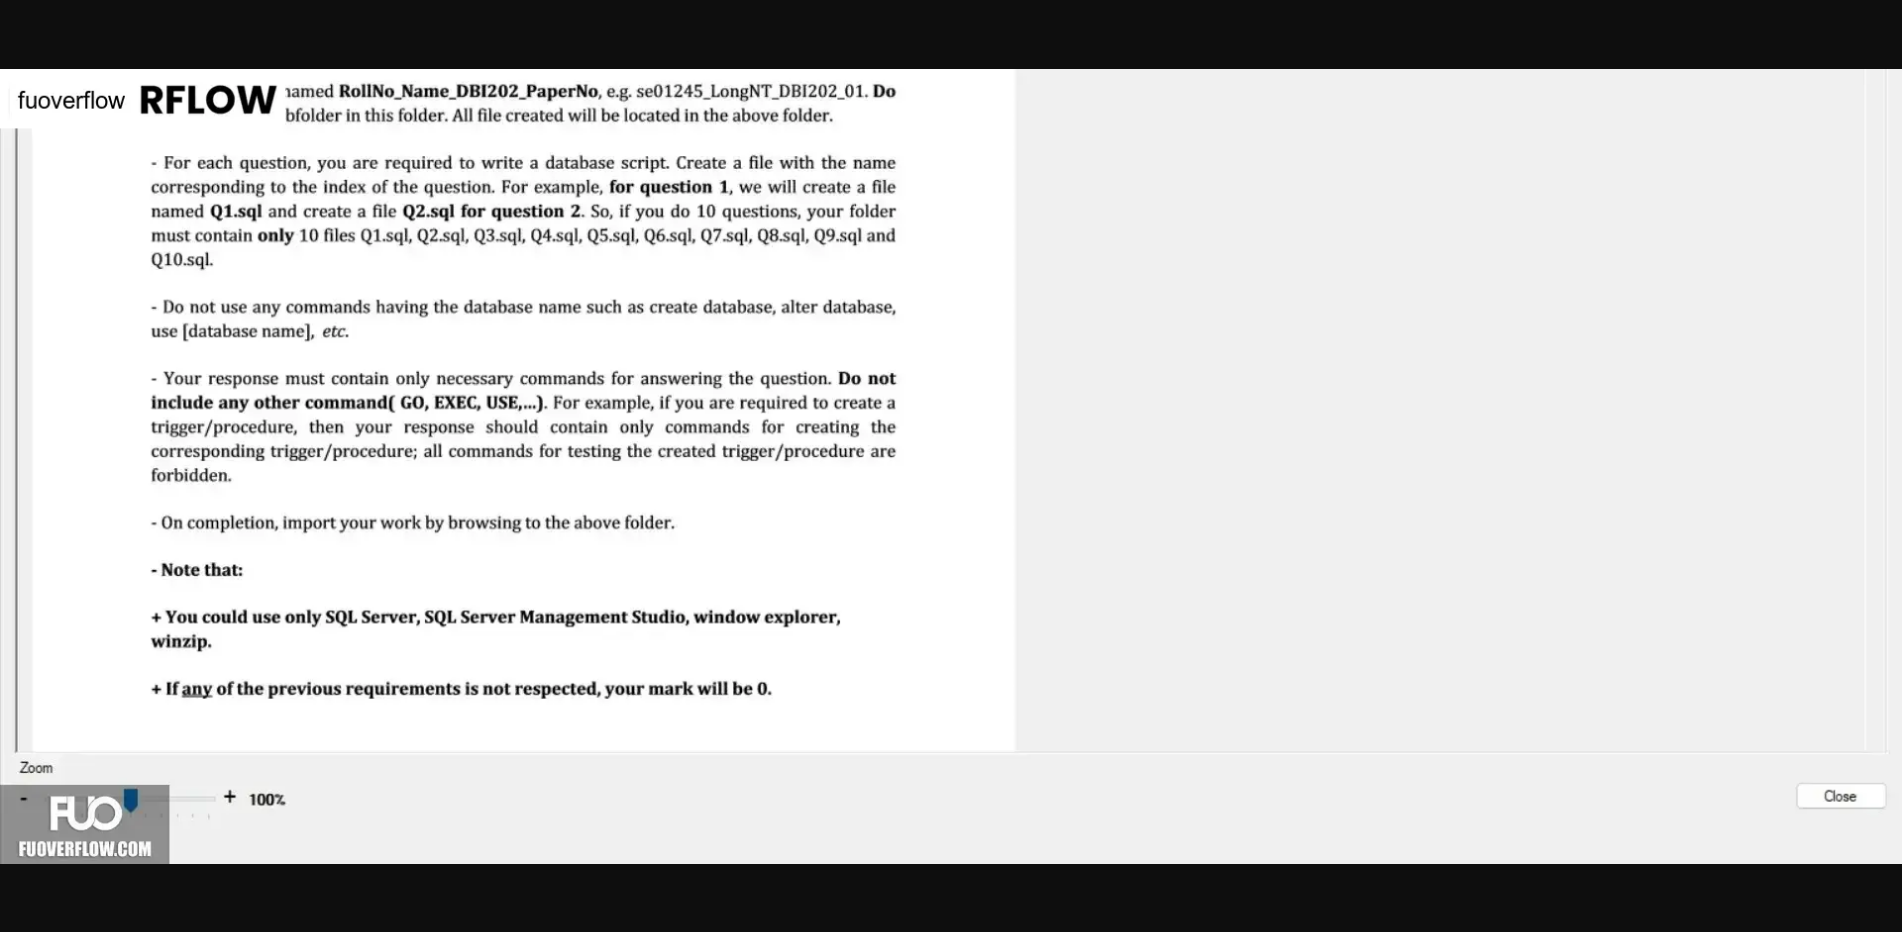 fuoverflow RFLOW named RollNo_Name_DBI202_PaperNo, e.g. se01245_LongNT_DBI202_01. Do
bfolder in this folder. All file created will be located in the above folder.
- For each question, you are required to write a database script. Create a file with the name
corresponding to the index of the question. For example, for question 1, we will create a file
named Q1.sql and create a file Q2.sql for question 2. So, if you do 10 questions, your folder
must contain only 10 files Q1.sql, Q2.sql, Q3.sql, Q4.sql, Q5.sql, Q6.sql, Q7.sql, Q8.sql, Q9.sql and
Q10.sql.
- Do not use any commands having the database name such as create database, alter database,
use [database name], etc.
- Your response must contain only necessary commands for answering the question. Do not
include any other command( GO, EXEC, USE,...). For example, if you are required to create a
trigger/procedure, then your response should contain only commands for creating the
corresponding trigger/procedure; all commands for testing the created trigger/procedure are
forbidden.
- On completion, import your work by browsing to the above folder.
- Note that:
+ You could use only SQL Server, SQL Server Management Studio, window explorer,
winzip.
+ If any of the previous requirements is not respected, your mark will be 0.
Zoom
- + 100%
Close
FUO
FUOVERFLOW.COM